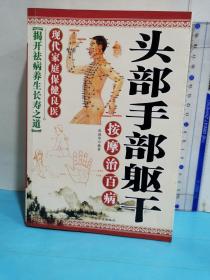 头部手部躯干
按摩治百病
现代家庭保健良医
【揭开祛病养生长寿之道】